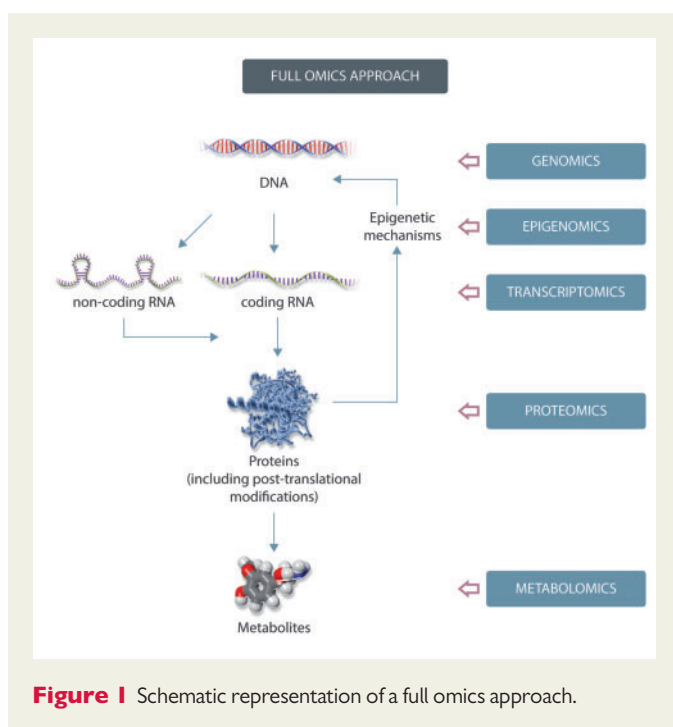 FULL OMICS APPROACH
DNA
GENOMICS
Epigenetic
mechanisms
EPIGENOMICS
non-coding RNA
coding RNA
TRANSCRIPTOMICS
Proteins
(including post-translational
modifications)
PROTEOMICS
Metabolites
METABOLOMICS
Figure 1 Schematic representation of a full omics approach.